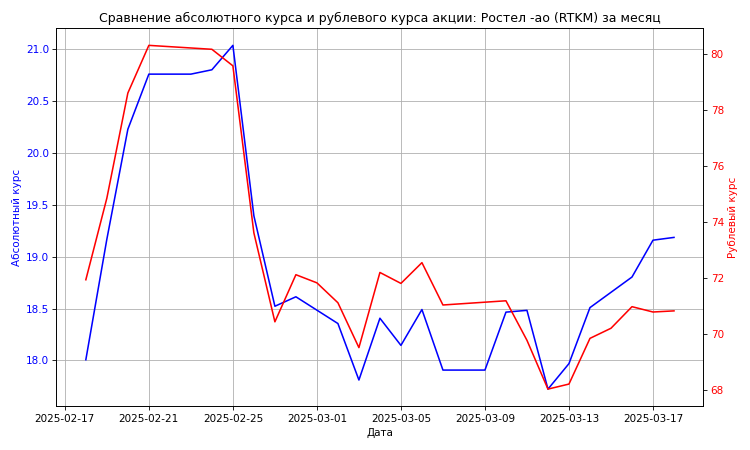 Сравнение абсолютного курса и рублевого курса акции: Ростел -ао (RTKM) за месяц
21.0
20.5
20.0
19.5
19.0
18.5
18.0
Абсолютный курс
80
78
76
74
72
70
68
Рублевый курс
2025-02-17 2025-02-21 2025-02-25 2025-03-01 2025-03-05 2025-03-09 2025-03-13 2025-03-17
Дата